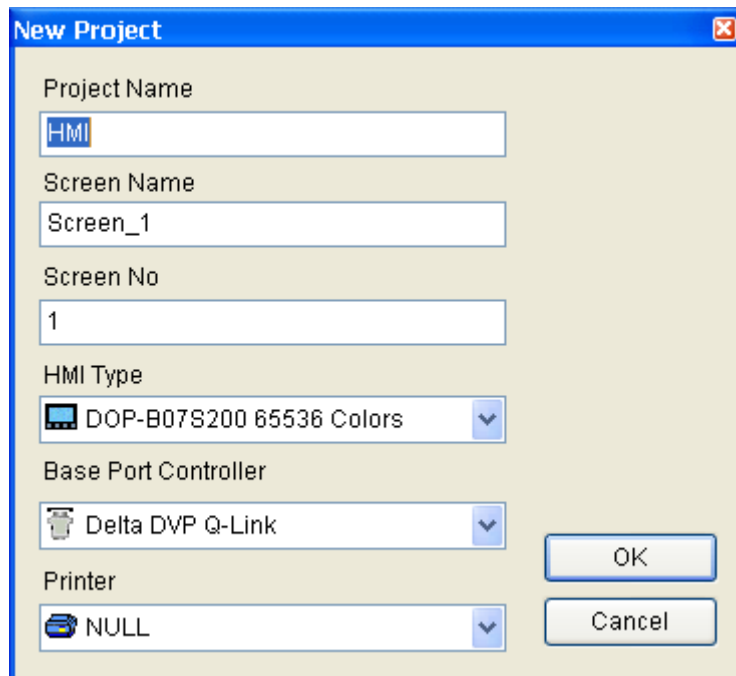 New Project
Project Name
HMI
Screen Name
Screen_1
Screen No
1
HMI Type
DOP-B07S200 65536 Colors
Base Port Controller
Delta DVP Q-Link
OK
Printer
NULL
Cancel